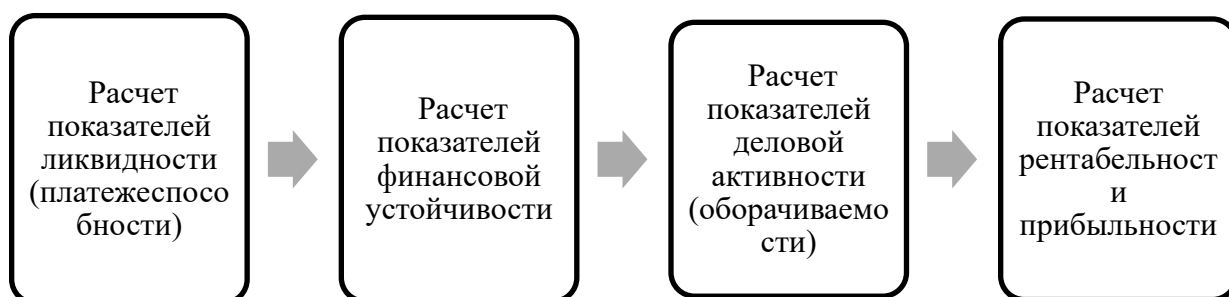 Расчет
показателей
ликвидности
(платежеспосо
бности)
Расчет
показателей
финансовой
устойчивости
Расчет
показателей
деловой
активности
(оборачиваемо
сти)
Расчет
показателей
рентабельност
и
прибыльности